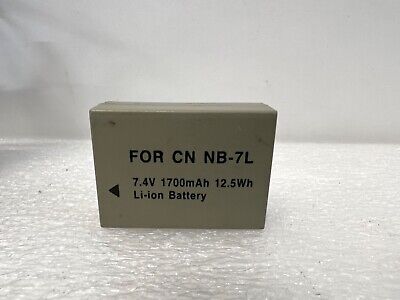 FOR CN NB-7L
7.4V 1700mAh 12.5Wh
Li-ion Battery